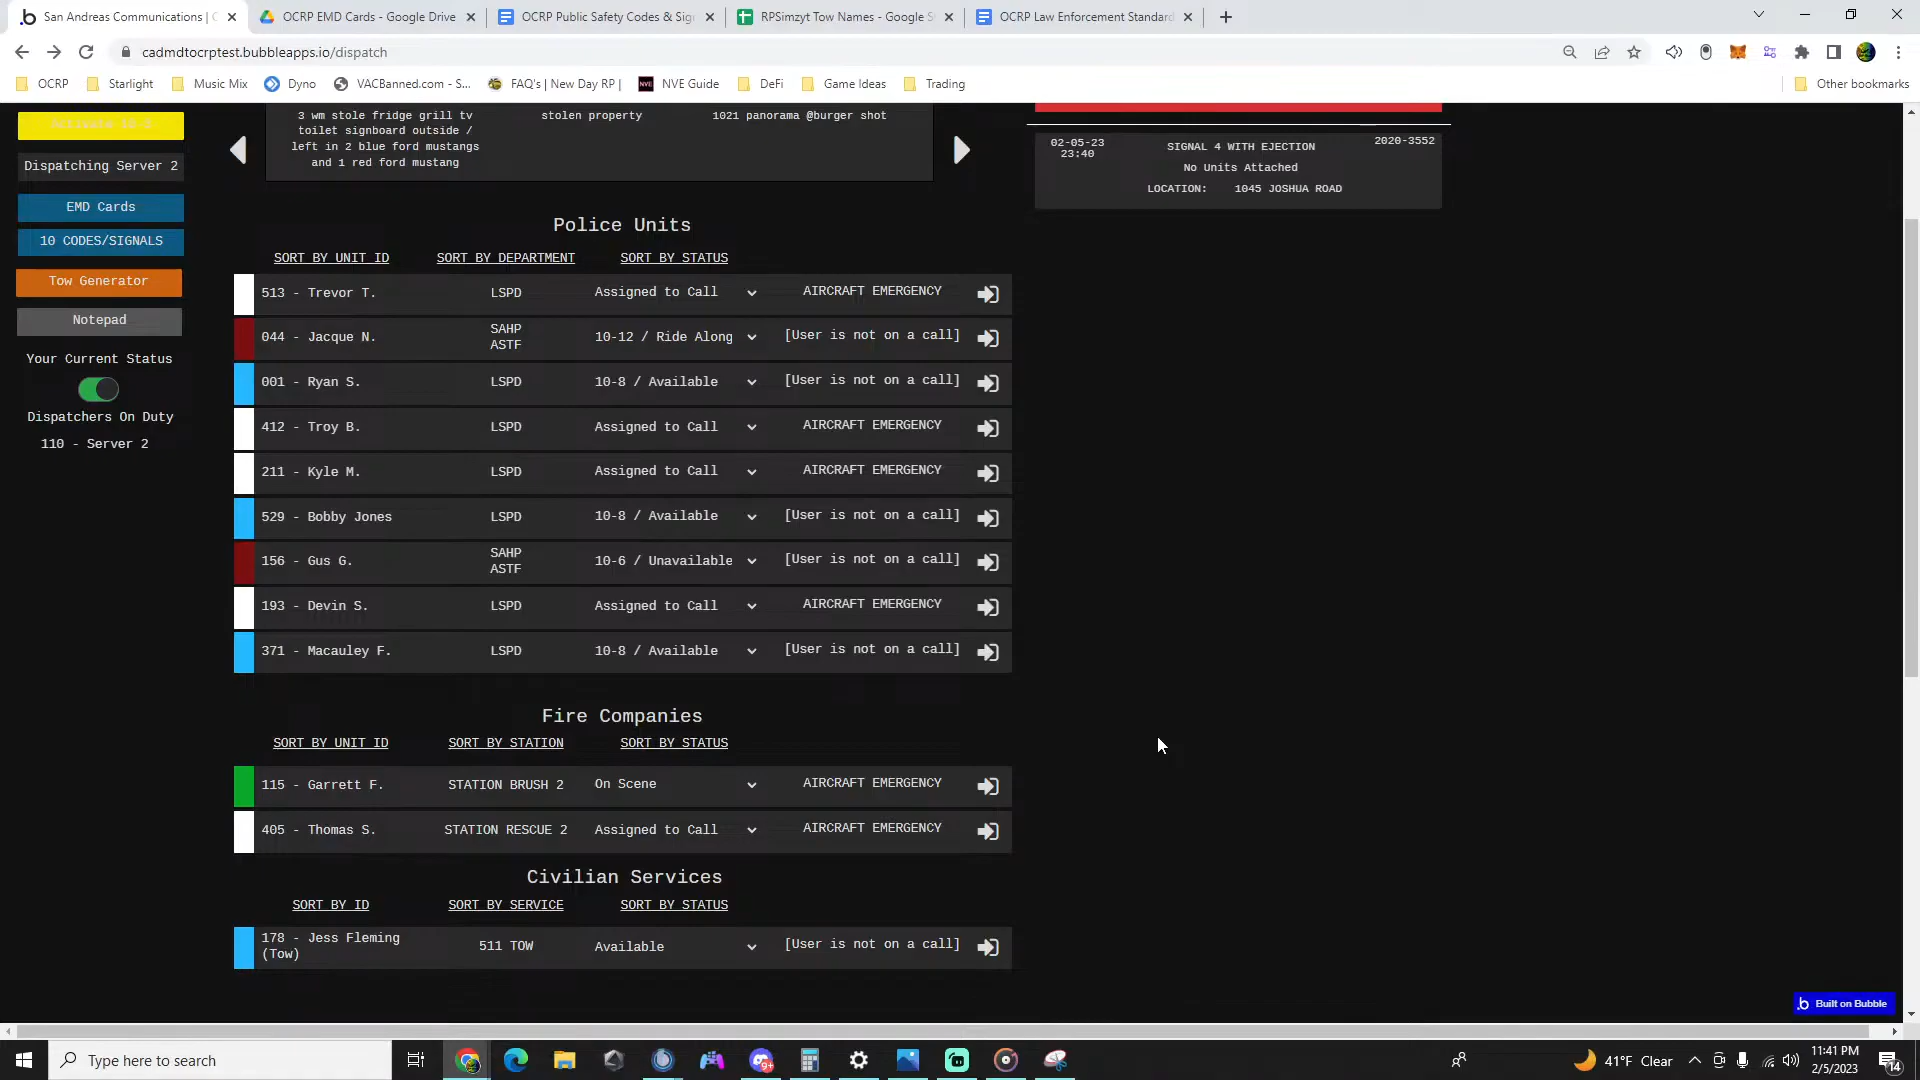 San Andreas Communications | C
OCRP EMD Cards - Google Drive
OCRP Public Safety Codes & Sig
RPSimzyt Tow Names - Google S
OCRP Law Enforcement Standard
cadmdtocrptest.bubbleapps.io/dispatch
OCRP
Starlight
Music Mix
Dyno
VACBanned.com - S...
FAQ's | New Day RP |
NVE Guide
DeFi
Game Ideas
Trading
Other bookmarks
Dispatching Server 2
EMD Cards
10 CODES/SIGNALS
Tow Generator
Notepad
Your Current Status
Dispatchers On Duty
110 - Server 2
3 wm stole fridge grill tv
toilet signboard outside /
left in 2 blue ford mustangs
and 1 red ford mustang
stolen property
1021 panorama @burger shot
02-05-23
23:40
SIGNAL 4 WITH EJECTION
2020-3552
No Units Attached
LOCATION: 1045 JOSHUA ROAD
Police Units
SORT BY UNIT ID SORT BY DEPARTMENT SORT BY STATUS
513 - Trevor T. LSPD Assigned to Call AIRCRAFT EMERGENCY
044 - Jacque N. SAHP ASTF 10-12 / Ride Along [User is not on a call]
001 - Ryan S. LSPD 10-8 / Available [User is not on a call]
412 - Troy B. LSPD Assigned to Call AIRCRAFT EMERGENCY
211 - Kyle M. LSPD Assigned to Call AIRCRAFT EMERGENCY
529 - Bobby Jones LSPD 10-8 / Available [User is not on a call]
156 - Gus G. SAHP ASTF 10-6 / Unavailable [User is not on a call]
193 - Devin S. LSPD Assigned to Call AIRCRAFT EMERGENCY
371 - Macauley F. LSPD 10-8 / Available [User is not on a call]
Fire Companies
SORT BY UNIT ID SORT BY STATION SORT BY STATUS
115 - Garrett F. STATION BRUSH 2 On Scene AIRCRAFT EMERGENCY
405 - Thomas S. STATION RESCUE 2 Assigned to Call AIRCRAFT EMERGENCY
Civilian Services
SORT BY ID SORT BY SERVICE SORT BY STATUS
178 - Jess Fleming (Tow) 511 TOW Available [User is not on a call]
Built on Bubble
Type here to search
9+
41°F Clear
11:41 PM
2/5/2023
14